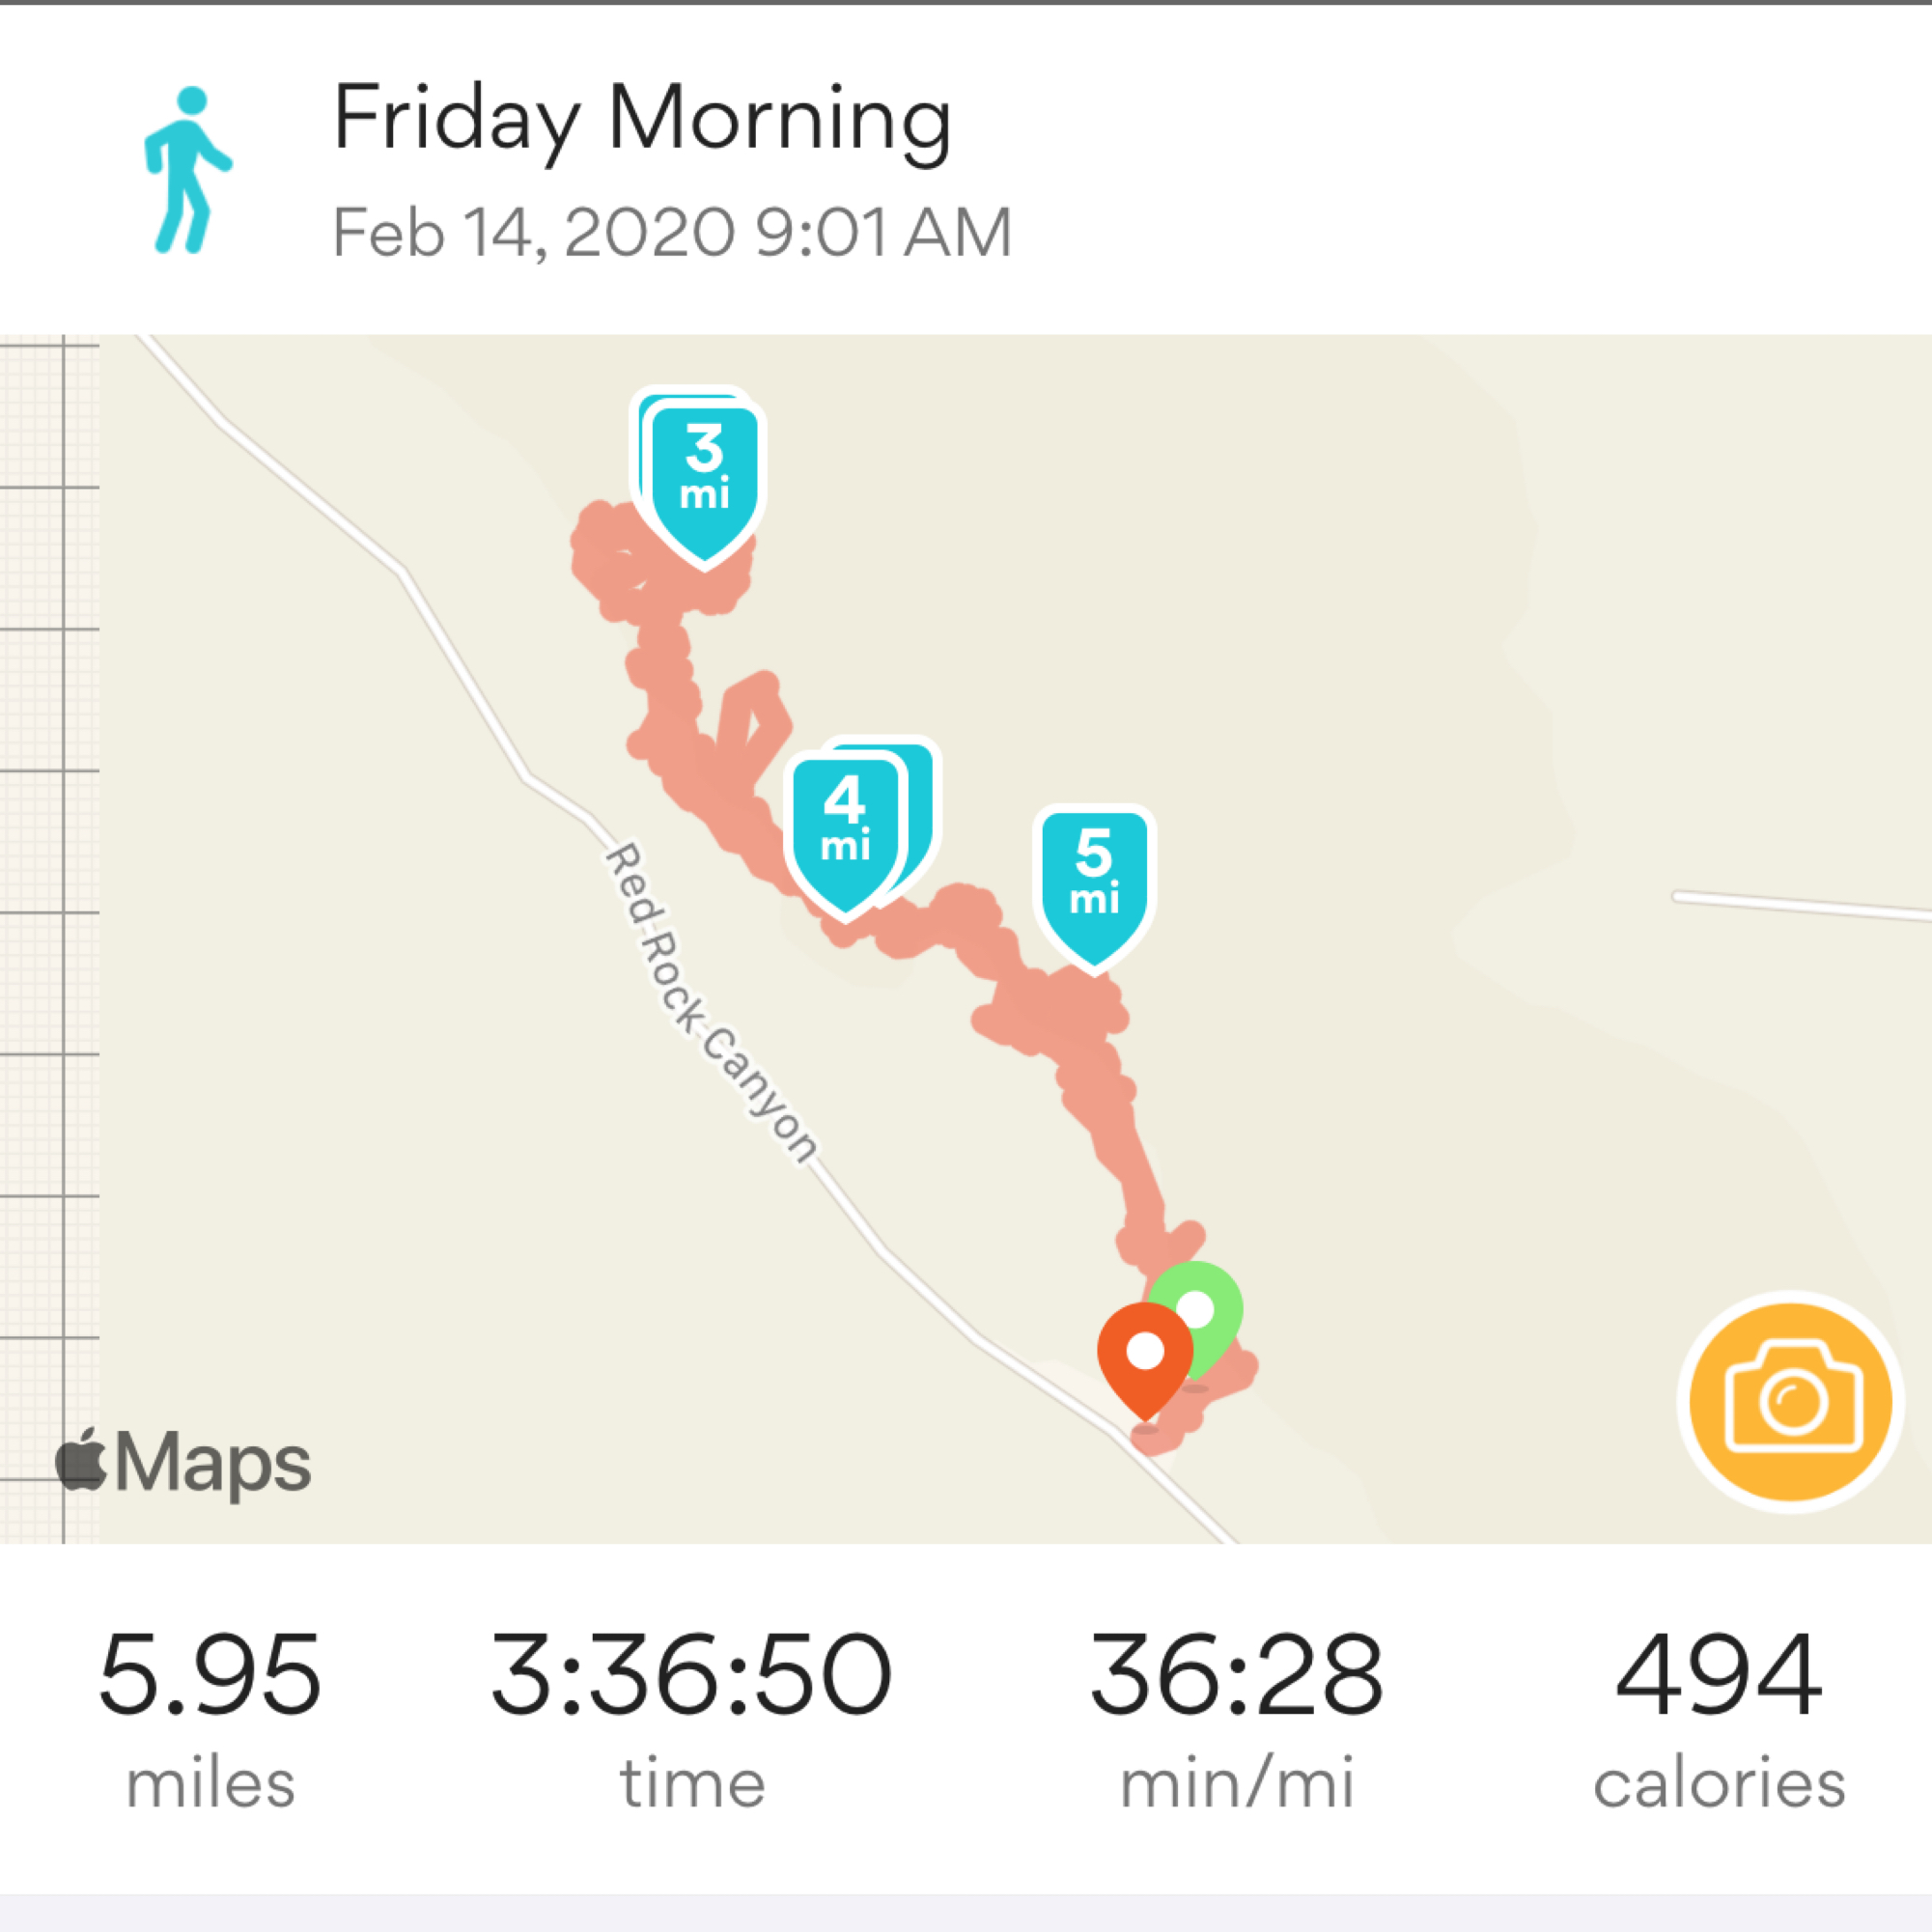 Friday Morning
Feb 14, 2020 9:01 AM
3
mi
4
mi
5
mi
Red Rock Canyon
Maps
5.95
3:36:50
36:28
494
miles
time
min/mi
calories